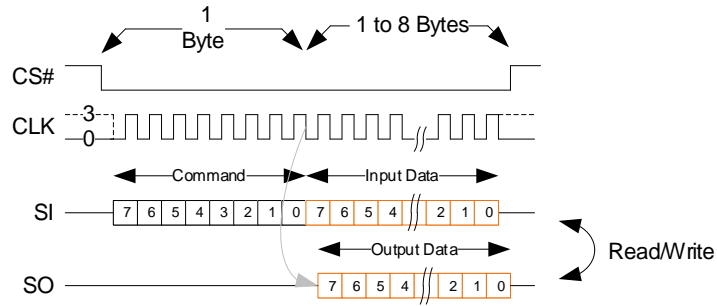 1
Byte
1 to 8 Bytes
CS#
CLK
3
0
Command
Input Data
SI
7 6 5 4 3 2 1 0 7 6 5 4 2 1 0
Output Data
Read/Write
SO
7 6 5 4 2 1 0